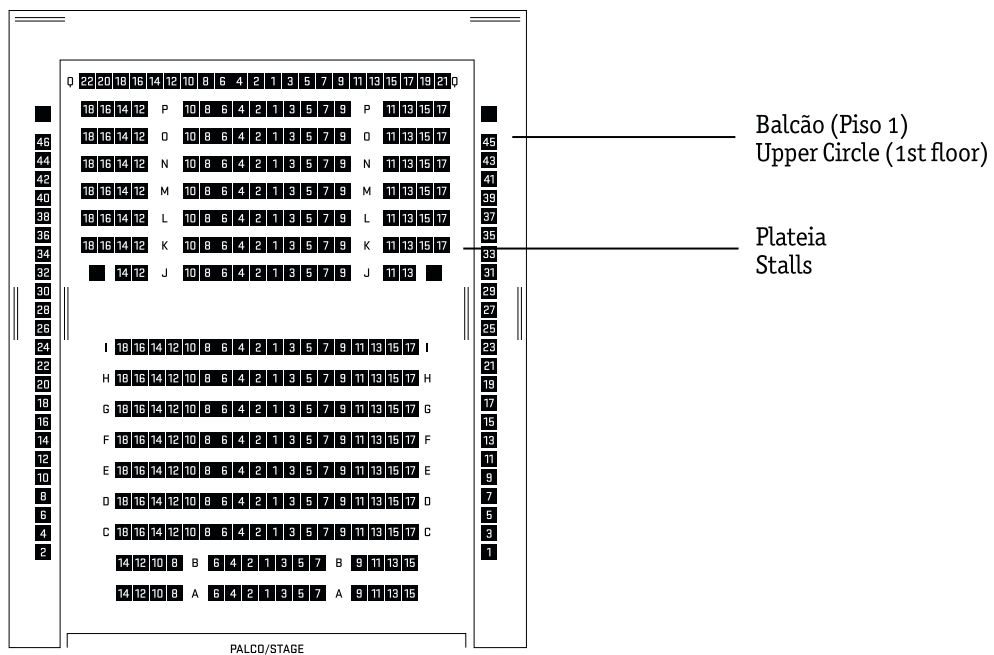 Q 22 20 18 16 14 12 10 8 6 4 2 1 3 5 7 9 11 13 15 17 19 21 Q
18 16 14 12 P 10 8 6 4 2 1 3 5 7 9 P 11 13 15 17
18 16 14 12 O 10 8 6 4 2 1 3 5 7 9 O 11 13 15 17
18 16 14 12 N 10 8 6 4 2 1 3 5 7 9 N 11 13 15 17
18 16 14 12 M 10 8 6 4 2 1 3 5 7 9 M 11 13 15 17
18 16 14 12 L 10 8 6 4 2 1 3 5 7 9 L 11 13 15 17
18 16 14 12 K 10 8 6 4 2 1 3 5 7 9 K 11 13 15 17
14 12 J 10 8 6 4 2 1 3 5 7 9 J 11 13
I 18 16 14 12 10 8 6 4 2 1 3 5 7 9 11 13 15 17 I
H 18 16 14 12 10 8 6 4 2 1 3 5 7 9 11 13 15 17 H
G 18 16 14 12 10 8 6 4 2 1 3 5 7 9 11 13 15 17 G
F 18 16 14 12 10 8 6 4 2 1 3 5 7 9 11 13 15 17 F
E 18 16 14 12 10 8 6 4 2 1 3 5 7 9 11 13 15 17 E
D 18 16 14 12 10 8 6 4 2 1 3 5 7 9 11 13 15 17 D
C 18 16 14 12 10 8 6 4 2 1 3 5 7 9 11 13 15 17 C
14 12 10 8 B 6 4 2 1 3 5 7 B 9 11 13 15
14 12 10 8 A 6 4 2 1 3 5 7 A 9 11 13 15
46 45
44 43
42 41
40 39
38 37
36 35
34 33
32 31
30 29
28 27
26 25
24 23
22 21
20 19
18 17
16 15
14 13
12 11
10 9
8 7
6 5
4 3
2 1
PALCO/STAGE
Balcão (Piso 1)
Upper Circle (1st floor)
Plateia
Stalls